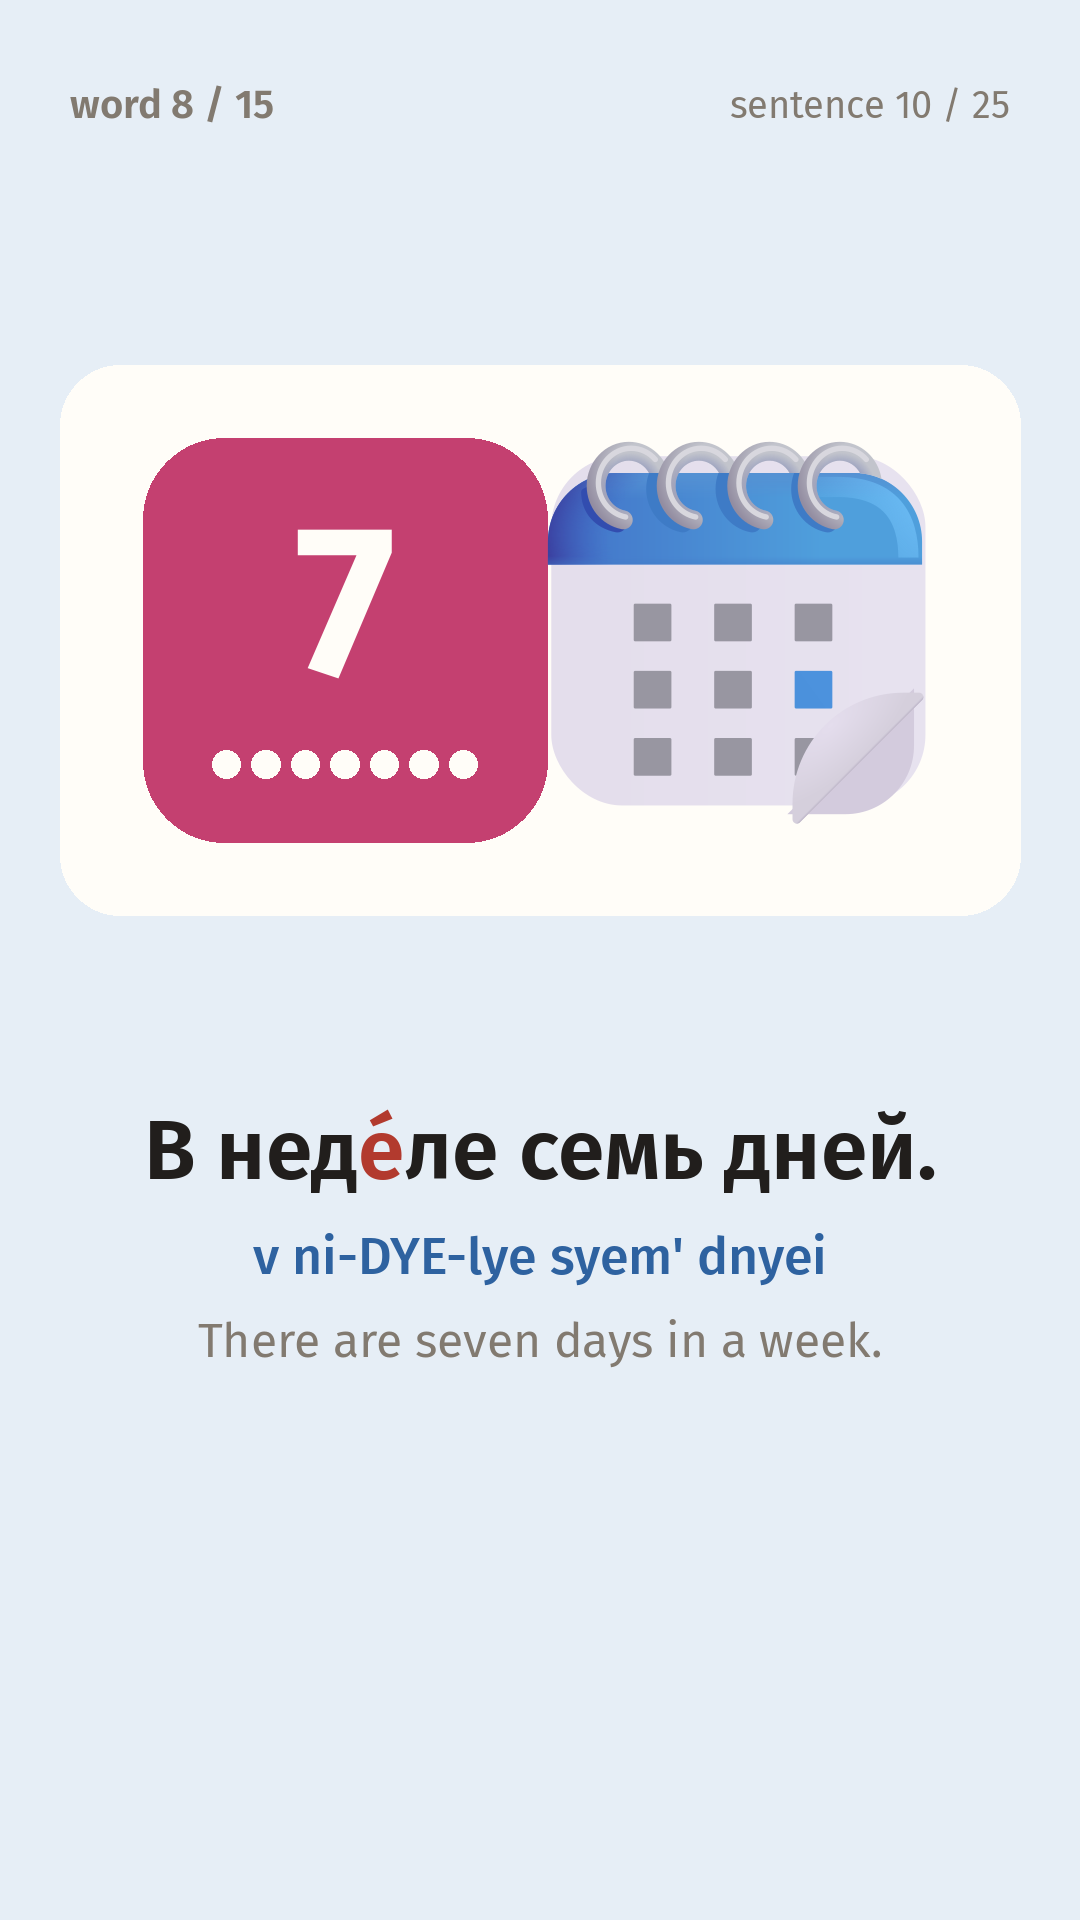 word 8 / 15
sentence 10 / 25
7
В неде́ле семь дней.
v ni-DYE-lye syem' dnyei
There are seven days in a week.